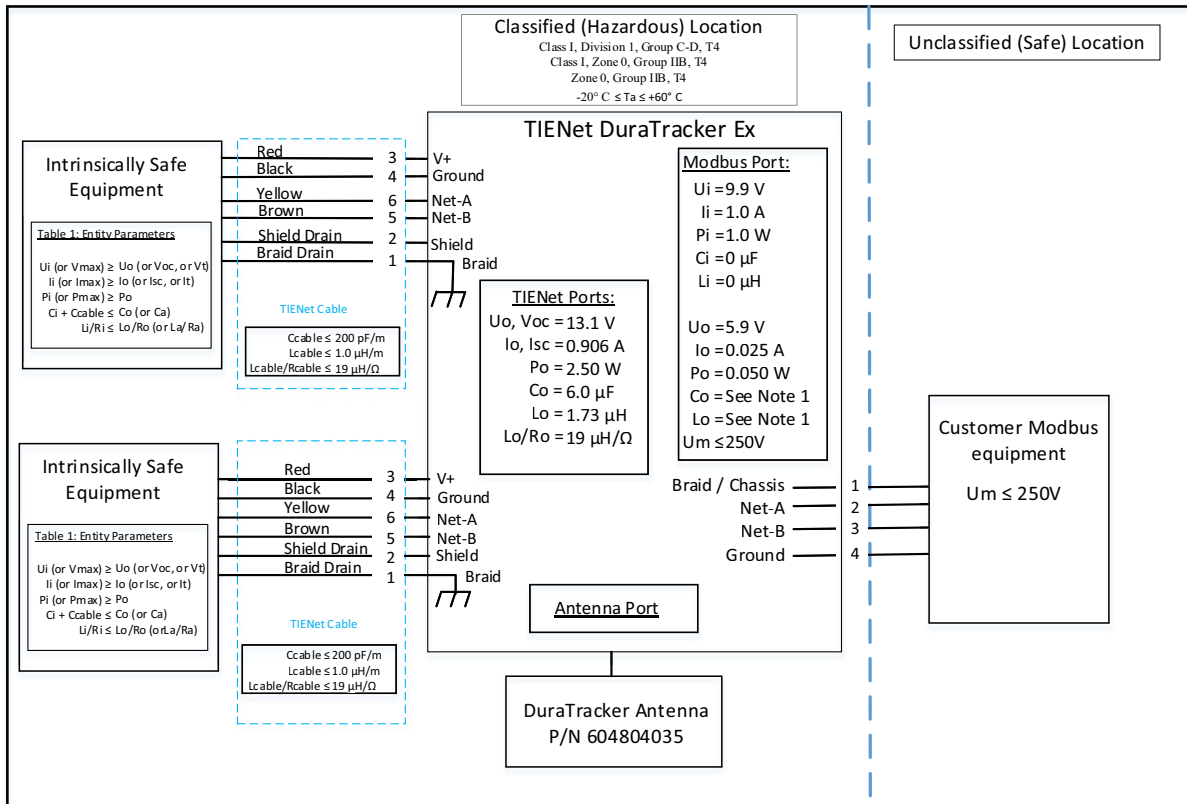 Classified (Hazardous) Location
Class I, Division 1, Group C-D, T4
Class I, Zone 0, Group IIB, T4
Zone 0, Group IIB, T4
-20° C ≤ Ta ≤ +60° C
Unclassified (Safe) Location
TIENet DuraTracker Ex
Intrinsically Safe
Equipment
Table 1: Entity Parameters
Ui (or Vmax) ≥ Uo (or Voc, or Vt)
Ii (or Imax) ≥ Io (or Isc, or It)
Pi (or Pmax) ≥ Po
Ci + Ccable ≤ Co (or Ca)
Li/Ri ≤ Lo/Ro (or La/Ra)
Red 3 V+
Black 4 Ground
Yellow 6 Net-A
Brown 5 Net-B
Shield Drain 2 Shield
Braid Drain 1 Braid
TIENet Cable
Ccable ≤ 200 pF/m
Lcable ≤ 1.0 µH/m
Lcable/Rcable ≤ 19 µH/Ω
TIENet Ports:
Uo, Voc = 13.1 V
Io, Isc = 0.906 A
Po = 2.50 W
Co = 6.0 µF
Lo = 1.73 µH
Lo/Ro = 19 µH/Ω
Modbus Port:
Ui = 9.9 V
Ii = 1.0 A
Pi = 1.0 W
Ci = 0 µF
Li = 0 µH
Uo = 5.9 V
Io = 0.025 A
Po = 0.050 W
Co = See Note 1
Lo = See Note 1
Um ≤ 250V
Intrinsically Safe
Equipment
Table 1: Entity Parameters
Ui (or Vmax) ≥ Uo (or Voc, or Vt)
Ii (or Imax) ≥ Io (or Isc, or It)
Pi (or Pmax) ≥ Po
Ci + Ccable ≤ Co (or Ca)
Li/Ri ≤ Lo/Ro (orLa/Ra)
Red 3 V+
Black 4 Ground
Yellow 6 Net-A
Brown 5 Net-B
Shield Drain 2 Shield
Braid Drain 1 Braid
TIENet Cable
Ccable ≤ 200 pF/m
Lcable ≤ 1.0 µH/m
Lcable/Rcable ≤ 19 µH/Ω
Braid / Chassis 1
Net-A 2
Net-B 3
Ground 4
Customer Modbus
equipment
Um ≤ 250V
Antenna Port
DuraTracker Antenna
P/N 604804035